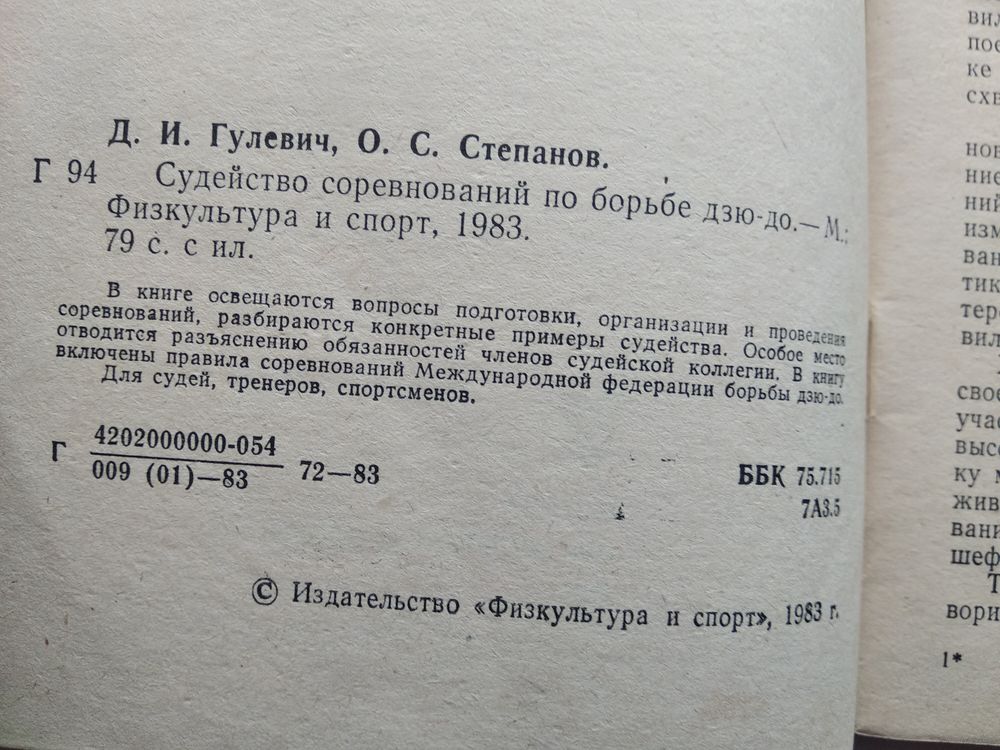 Д. И. Гулевич, О. С. Степанов.
Г 94 Судейство соревнований по борьбе дзю-до.—М.:
Физкультура и спорт, 1983.
79 с. с ил.
В книге освещаются вопросы подготовки, организации и проведения
соревнований, разбираются конкретные примеры судейства. Особое место
отводится разъяснению обязанностей членов судейской коллегии. В книгу
включены правила соревнований Международной федерации борьбы дзю-до.
Для судей, тренеров, спортсменов.
Г 4202000000-054
009 (01)—83 72—83
ББК 75.715
7А3.5
© Издательство «Физкультура и спорт», 1983 г.
ке
ку
1*